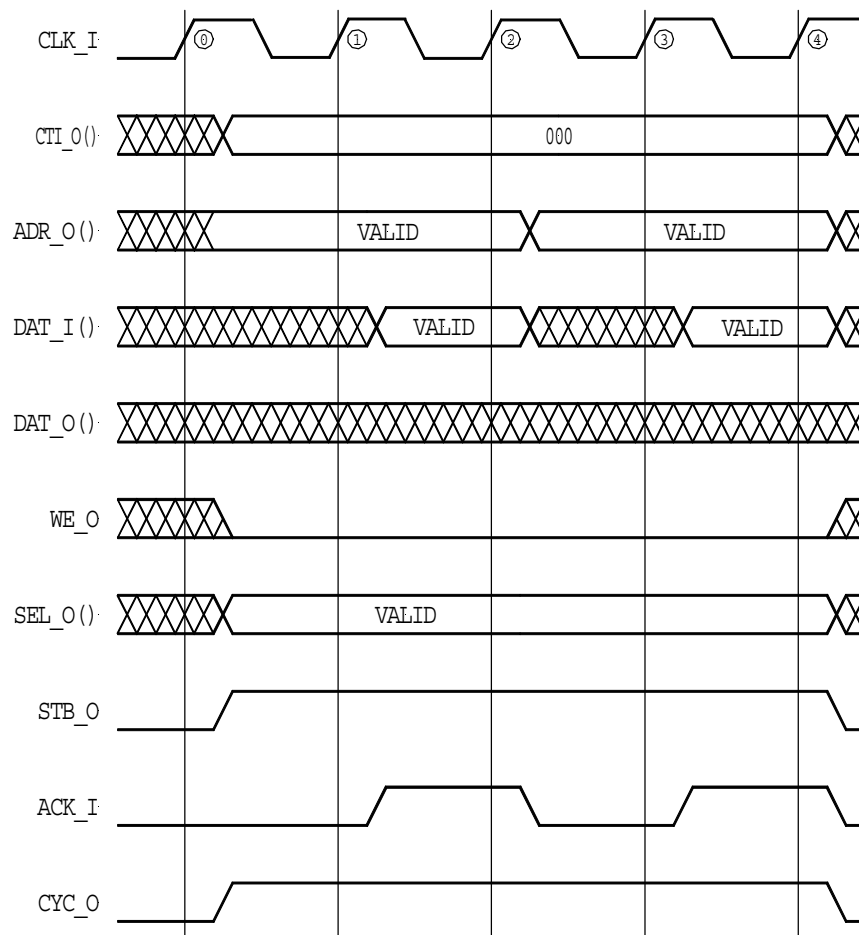 CLK_I ⓪ ① ② ③ ④
CTI_O() 000
ADR_O() VALID VALID
DAT_I() VALID VALID
DAT_O()
WE_O
SEL_O() VALID
STB_O
ACK_I
CYC_O